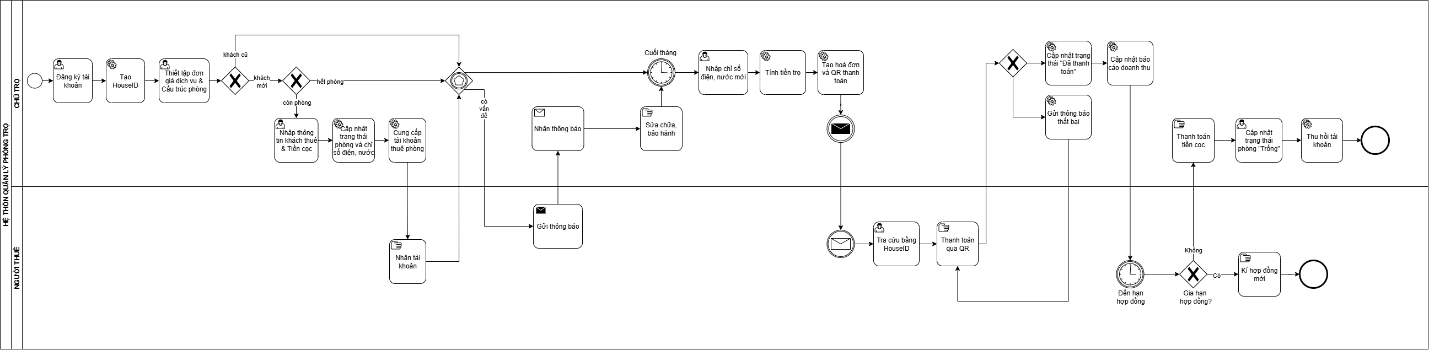 HỆ THỐN QUẢN LÝ PHÒNG TRỌ
CHỦ TRỌ
NGƯỜI THUÊ
Đăng ký tài
khoản
Tạo
HouseID
Thiết lập đơn
giá dịch vụ &
Cấu trúc phòng
khách cũ
khách
mới
hết phòng
còn phòng
Nhập thông
tin khách thuê
& Tiền cọc
Cập nhật
trạng thái
phòng và chỉ
số điện, nước
Cung cấp
tài khoản
thuê phòng
Nhận tài
khoản
có
vấn
đề
Gửi thông báo
Nhận thông báo
Sửa chữa,
bảo hành
Cuối tháng
Nhập chỉ số
điện, nước mới
Tính tiền trọ
Tạo hoá đơn
và QR thanh
toán
Tra cứu bằng
HouseID
Thanh toán
qua QR
Cập nhật trạng
thái "Đã thanh
toán"
Gửi thông báo
thất bại
Cập nhật báo
cáo doanh thu
Đến hạn
hợp đồng
Gia hạn
hợp đồng?
Không
Có
Kí hợp đồng
mới
Thanh toán
tiền cọc
Cập nhật
trạng thái
phòng "Trống"
Thu hồi tài
khoản